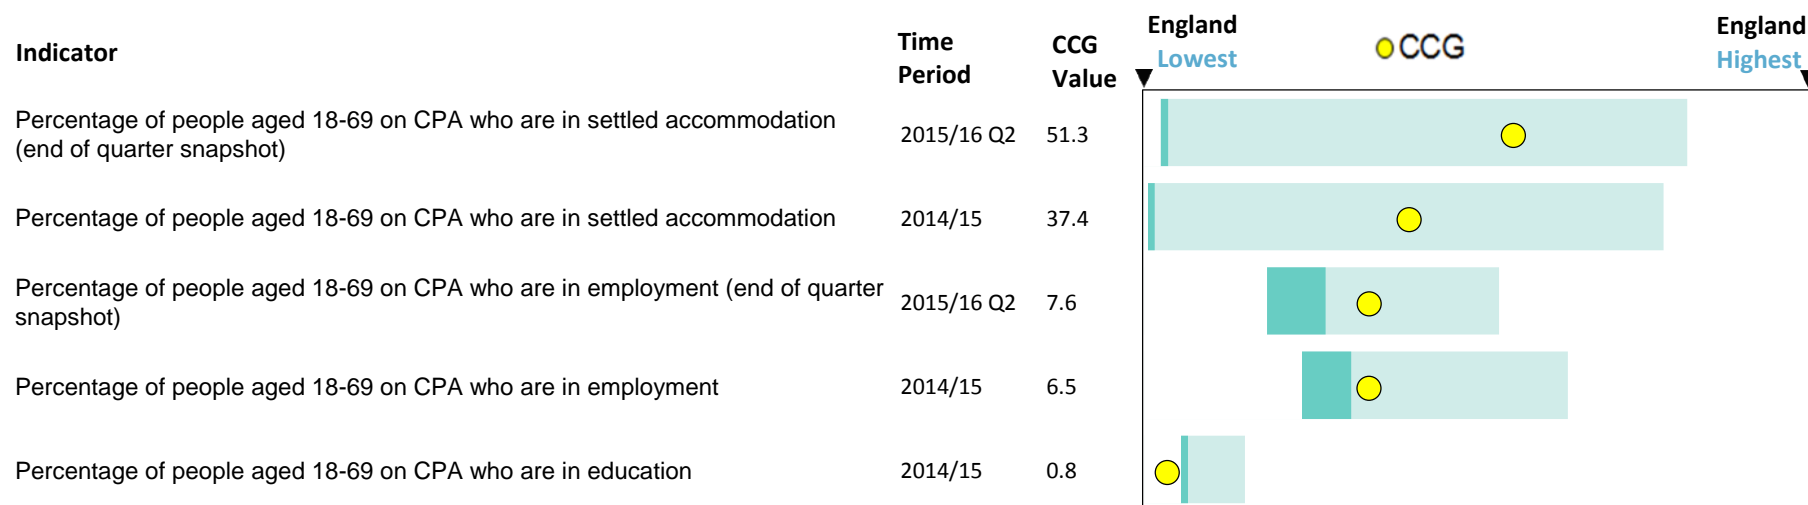 Indicator
Time
Period
CCG
Value
England
Lowest
CCG
England
Highest
Percentage of people aged 18-69 on CPA who are in settled accommodation
(end of quarter snapshot)
2015/16 Q2
51.3
Percentage of people aged 18-69 on CPA who are in settled accommodation
2014/15
37.4
Percentage of people aged 18-69 on CPA who are in employment (end of quarter
snapshot)
2015/16 Q2
7.6
Percentage of people aged 18-69 on CPA who are in employment
2014/15
6.5
Percentage of people aged 18-69 on CPA who are in education
2014/15
0.8